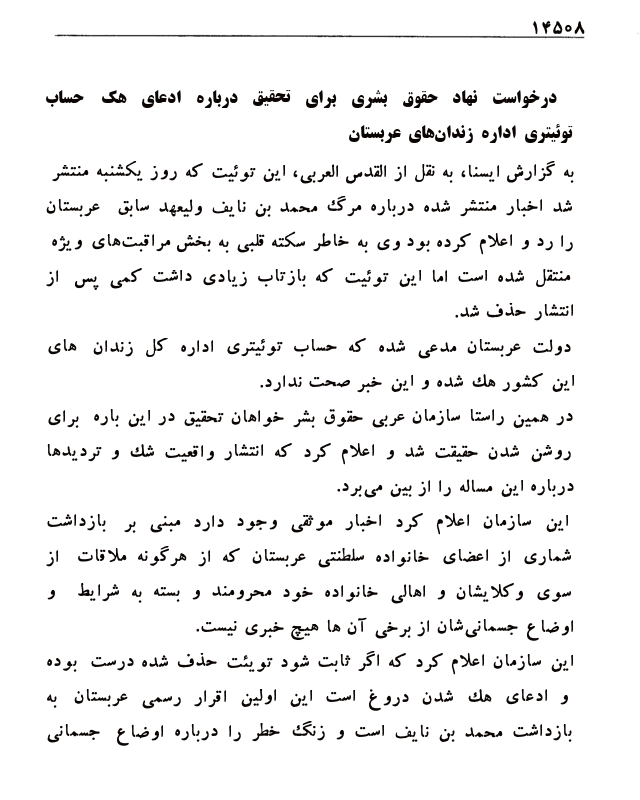 ۱۴۵۰۸
درخواست نهاد حقوق بشری برای تحقیق درباره ادعای هک حساب
توئیتری اداره زندان‌های عربستان
به گزارش ایسنا، به نقل از القدس العربی، این توئیت که روز یکشنبه منتشر
شد اخبار منتشر شده درباره مرگ محمد بن نایف ولیعهد سابق عربستان
را رد و اعلام کرده بود وی به خاطر سکته قلبی به بخش مراقبت‌های ویژه
منتقل شده است اما این توئیت که بازتاب زیادی داشت کمی پس از
انتشار حذف شد.
دولت عربستان مدعی شده که حساب توئیتری اداره کل زندان های
این کشور هك شده و این خبر صحت ندارد.
در همین راستا سازمان عربی حقوق بشر خواهان تحقیق در این باره برای
روشن شدن حقیقت شد و اعلام کرد که انتشار واقعیت شك و تردیدها
درباره این مساله را از بین می‌برد.
این سازمان اعلام کرد اخبار موثقی وجود دارد مبنی بر بازداشت
شماری از اعضای خانواده سلطنتی عربستان که از هرگونه ملاقات از
سوی وکلایشان و اهالی خانواده خود محرومند و بسته به شرایط و
اوضاع جسمانی‌شان از برخی آن ها هیچ خبری نیست.
این سازمان اعلام کرد که اگر ثابت شود تویئت حذف شده درست بوده
و ادعای هك شدن دروغ است این اولین اقرار رسمی عربستان به
بازداشت محمد بن نایف است و زنگ خطر را درباره اوضاع جسمانی